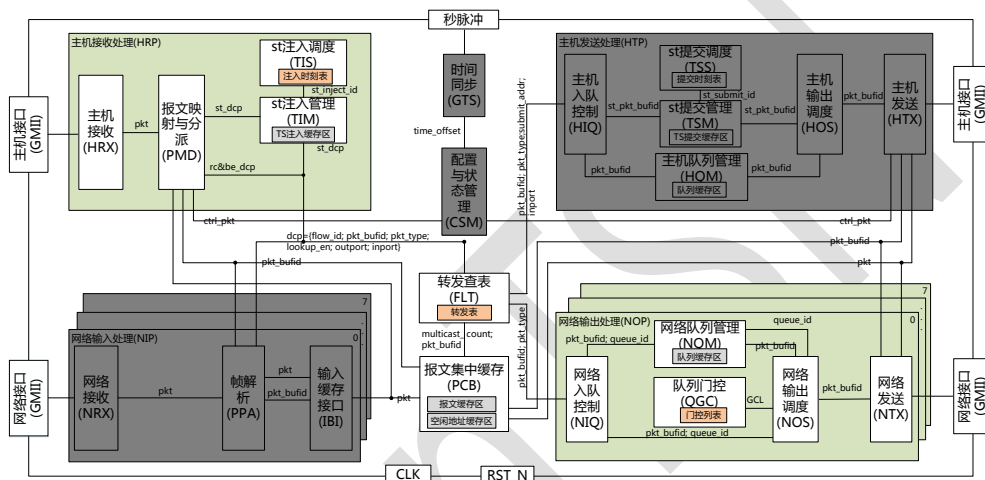 秒脉冲
主机接收处理(HRP)
st注入调度
(TIS)
注入时刻表
st_inject_id
主机
接收
(HRX)
pkt
报文映
射与分
派
(PMD)
st_dcp
st注入管理
(TIM)
TS注入缓存区
st_dcp
rc&be_dcp
主机接口
(GMII)
时间
同步
(GTS)
time_offset
配置
与状
态管
理
(CSM)
主机发送处理(HTP)
st提交调度
(TSS)
提交时刻表
st_submit_id
主机
入队
控制
(HIQ)
st_pkt_bufid
st提交管理
(TSM)
TS提交缓存区
st_pkt_bufid
主机
输出
调度
(HOS)
pkt_bufid
主机
发送
(HTX)
pkt_bufid
主机队列管理
(HQM)
队列缓存区
pkt_bufid
主机接口
(GMII)
pkt_bufid; pkt_type;submit_addr;
inport
ctrl_pkt
ctrl_pkt
dcp={flow_id; pkt_bufid; pkt_type;
lookup_en; outport; inport}
pkt_bufid
pkt_bufid
pkt
转发查表
(FLT)
转发表
multicast_count;
pkt_bufid
pkt_bufid; pkt_type
报文集中缓存
(PCB)
报文缓存区
空闲地址缓存区
7
0
网络输入处理(NIP)
网络
接收
(NRX)
pkt
帧解
析
(PPA)
pkt
pkt_bufid
输入
缓存
接口
(IBI)
pkt
网络接口
(GMII)
7
0
网络输出处理(NOP)
网络队列管理
(NQM)
队列缓存区
queue_id
pkt_bufid; queue_id
pkt_bufid
网络
入队
控制
(NIQ)
队列门控
(QGC)
门控列表
GCL
网络
输出
调度
(NOS)
pkt_bufid
网络
发送
(NTX)
pkt_bufid; queue_id
网络接口
(GMII)
CLK
RST_N